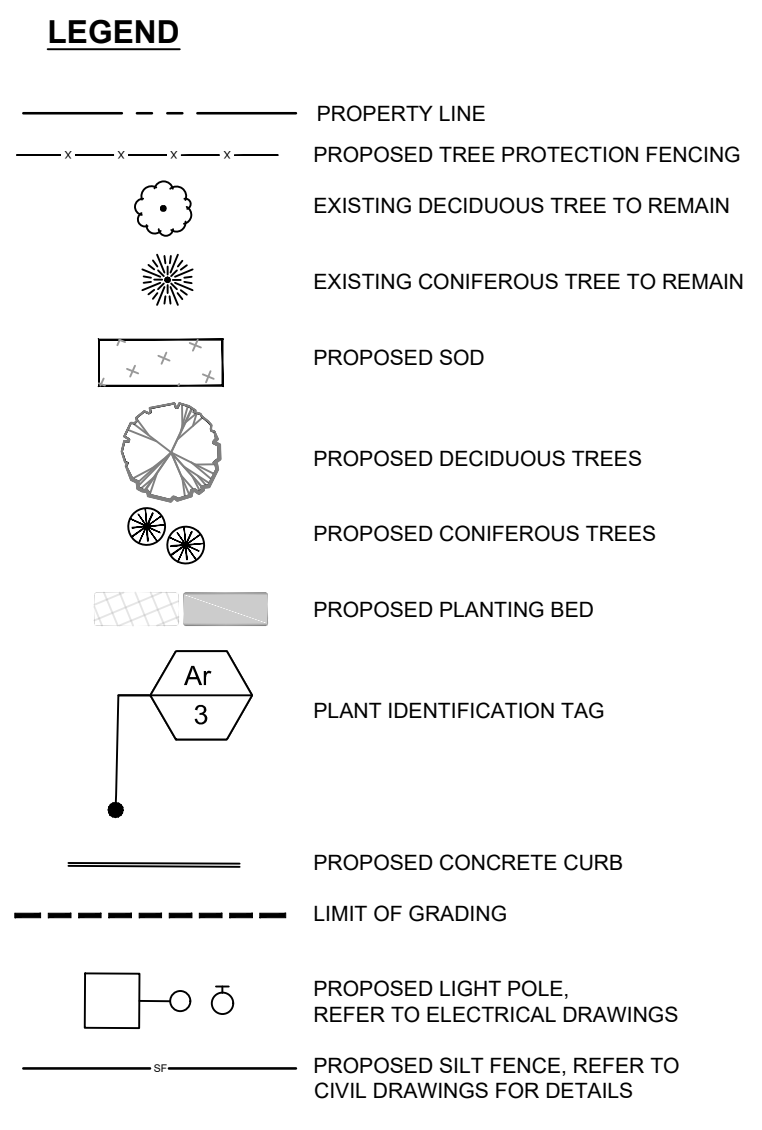 LEGEND
PROPERTY LINE
X X X X PROPOSED TREE PROTECTION FENCING
EXISTING DECIDUOUS TREE TO REMAIN
EXISTING CONIFEROUS TREE TO REMAIN
PROPOSED SOD
PROPOSED DECIDUOUS TREES
PROPOSED CONIFEROUS TREES
PROPOSED PLANTING BED
Ar
3
PLANT IDENTIFICATION TAG
PROPOSED CONCRETE CURB
LIMIT OF GRADING
PROPOSED LIGHT POLE,
REFER TO ELECTRICAL DRAWINGS
SF PROPOSED SILT FENCE, REFER TO
CIVIL DRAWINGS FOR DETAILS